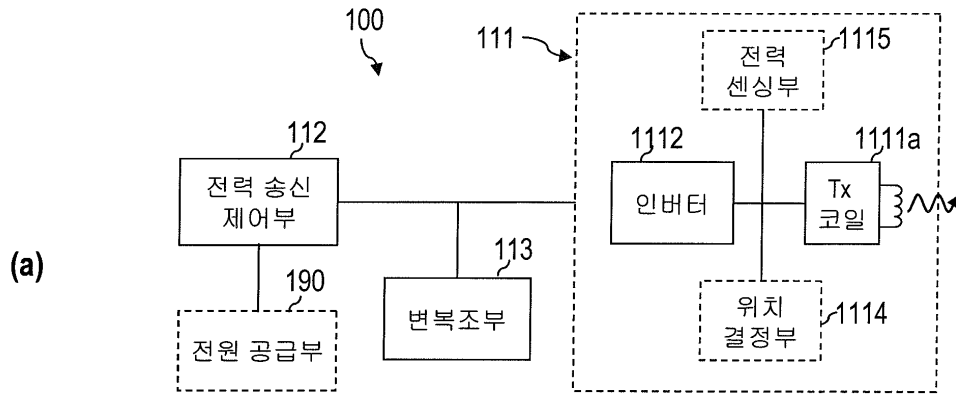 100
111
1115
전력
센싱부
112
전력 송신
제어부
1112
인버터
1111a
Tx
코일
(a)
113
변복조부
190
전원 공급부
위치
결정부
1114